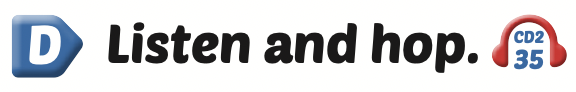 D Listen and hop. CD2
35